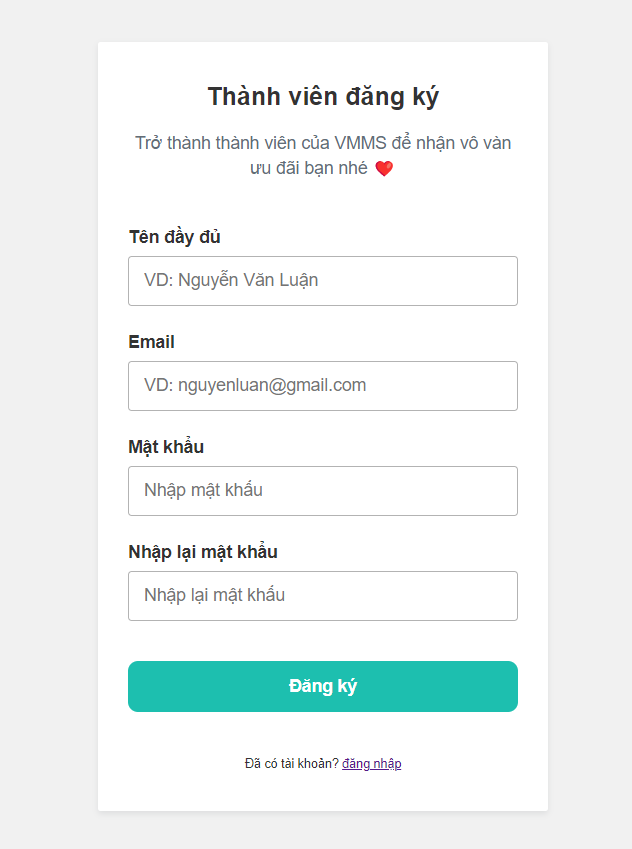 Thành viên đăng ký
Trở thành thành viên của VMMS để nhận vô vàn
ưu đãi bạn nhé ❤️
Tên đầy đủ
VD: Nguyễn Văn Luận
Email
VD: nguyenluan@gmail.com
Mật khẩu
Nhập mật khẩu
Nhập lại mật khẩu
Nhập lại mật khẩu
Đăng ký
Đã có tài khoản? đăng nhập